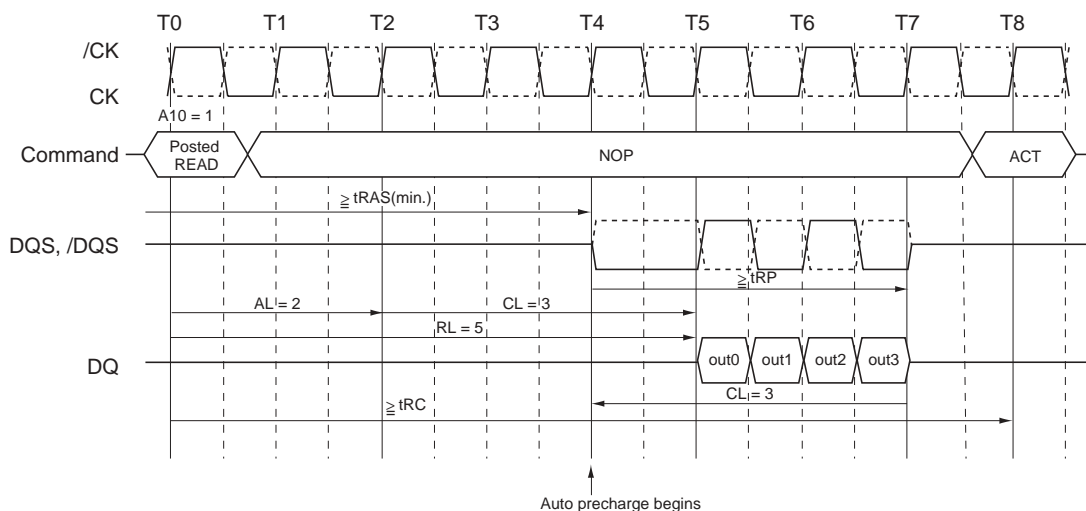 T0 T1 T2 T3 T4 T5 T6 T7 T8
/CK
CK
A10 = 1
Command
Posted
READ
NOP
ACT
≧ tRAS(min.)
DQS, /DQS
≧ tRP
AL = 2
CL = 3
RL = 5
DQ
out0 out1 out2 out3
CL = 3
≧ tRC
Auto precharge begins